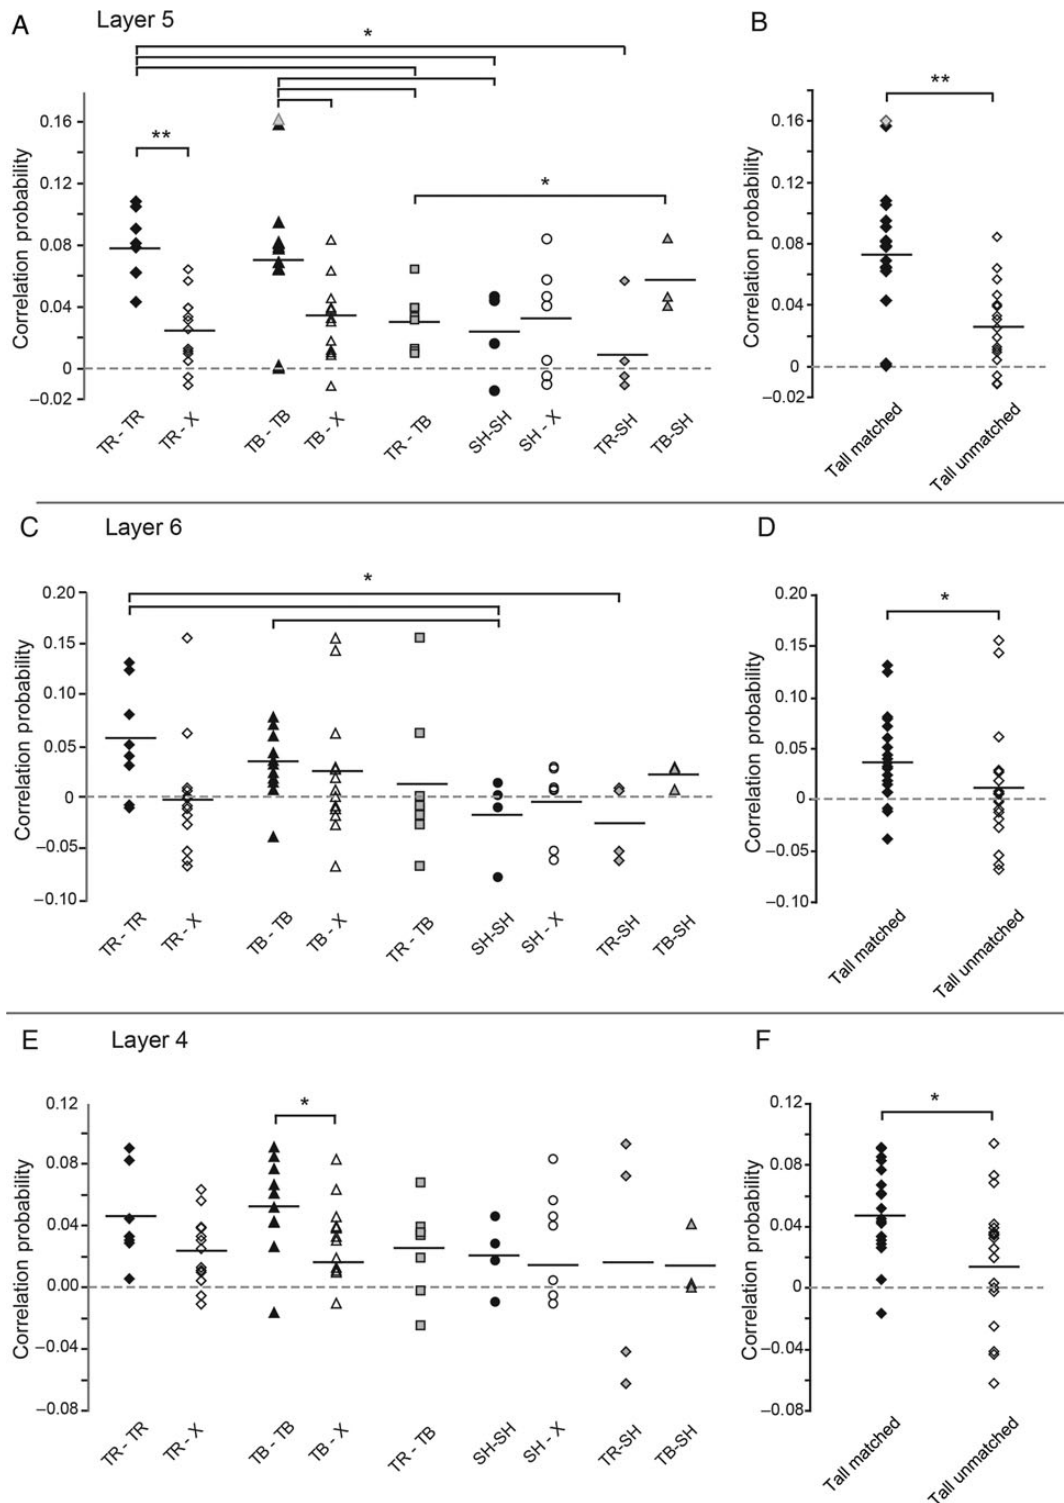 A Layer 5
*
**
*
Correlation probability
0.16
0.12
0.08
0.04
0
–0.02
TR - TR
TR - X
TB - TB
TB - X
TR - TB
SH-SH
SH - X
TR-SH
TB-SH
B
**
Correlation probability
0.16
0.12
0.08
0.04
0
–0.02
Tall matched
Tall unmatched
C Layer 6
*
Correlation probability
0.20
0.15
0.10
0.05
0
–0.05
–0.10
TR - TR
TR - X
TB - TB
TB - X
TR - TB
SH-SH
SH - X
TR-SH
TB-SH
D
*
Correlation probability
0.20
0.15
0.10
0.05
0
–0.05
–0.10
Tall matched
Tall unmatched
E Layer 4
*
Correlation probability
0.12
0.08
0.04
0.00
–0.04
–0.08
TR - TR
TR - X
TB - TB
TB - X
TR - TB
SH-SH
SH - X
TR-SH
TB-SH
F
*
Correlation probability
0.12
0.08
0.04
0
–0.04
–0.08
Tall matched
Tall unmatched